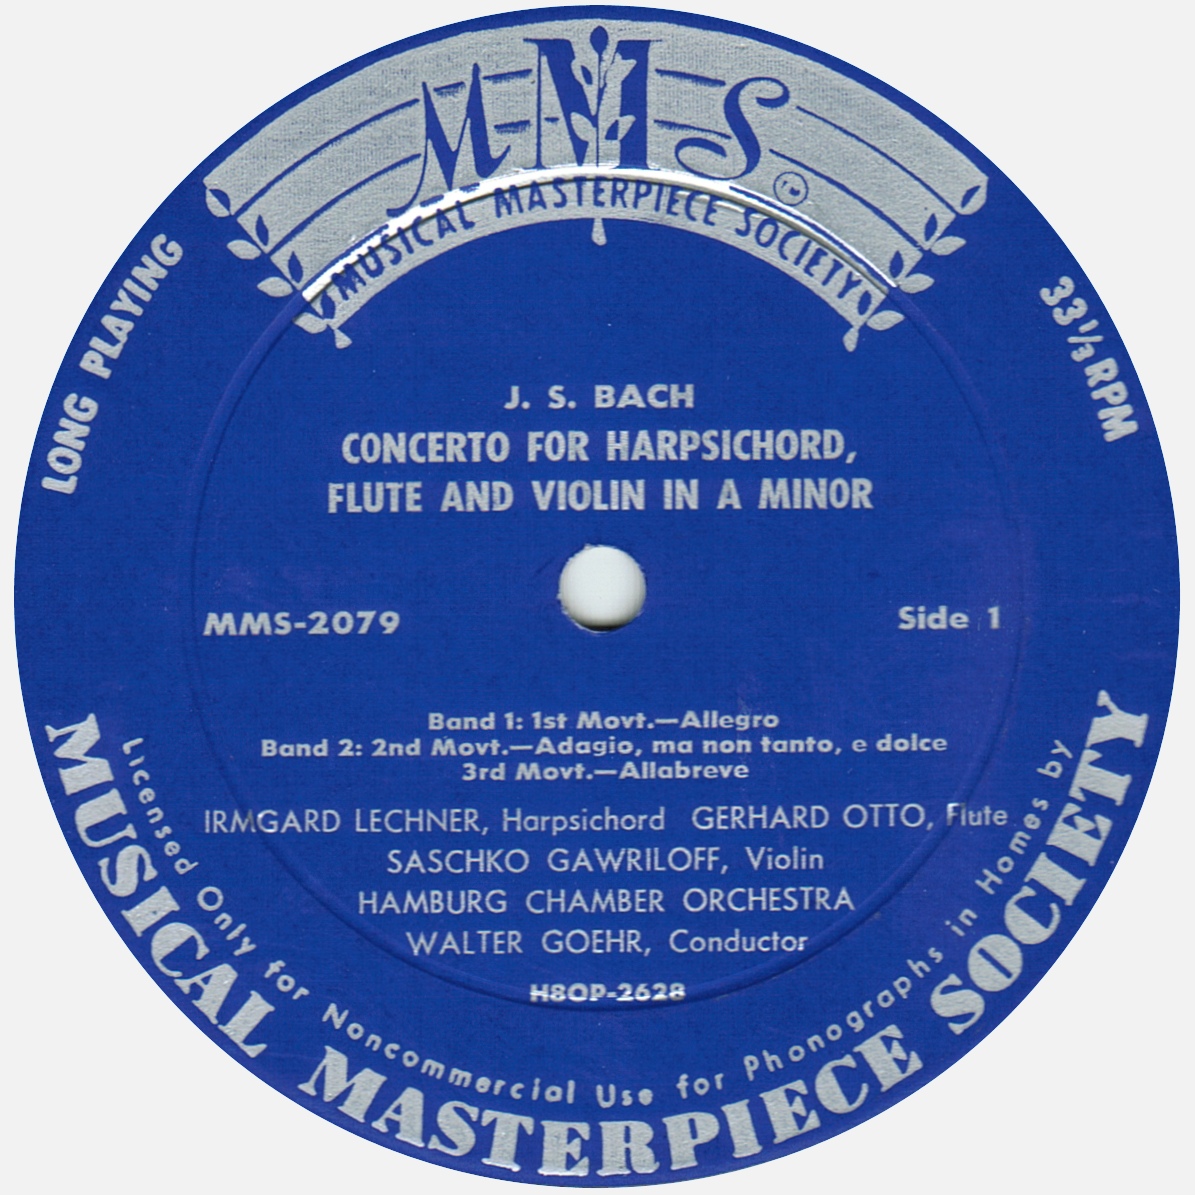 MMS
TM
MUSICAL MASTERPIECE SOCIETY
LONG PLAYING
33 1/3 RPM
J. S. BACH
CONCERTO FOR HARPSICHORD,
FLUTE AND VIOLIN IN A MINOR
MMS-2079
Side 1
Band 1: 1st Movt.—Allegro
Band 2: 2nd Movt.—Adagio, ma non tanto, e dolce
3rd Movt.—Allabreve
IRMGARD LECHNER, Harpsichord GERHARD OTTO, Flute
SASCHKO GAWRILOFF, Violin
HAMBURG CHAMBER ORCHESTRA
WALTER GOEHR, Conductor
H8OP-2628
Licensed Only for Noncommercial Use for Phonographs in Homes by
MUSICAL MASTERPIECE SOCIETY